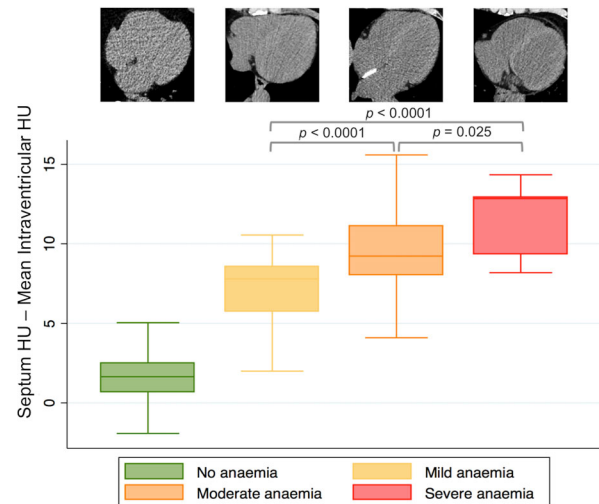 p < 0.0001
p < 0.0001
p = 0.025
Septum HU – Mean Intraventricular HU
15
10
5
0
No anaemia
Mild anaemia
Moderate anaemia
Severe anaemia